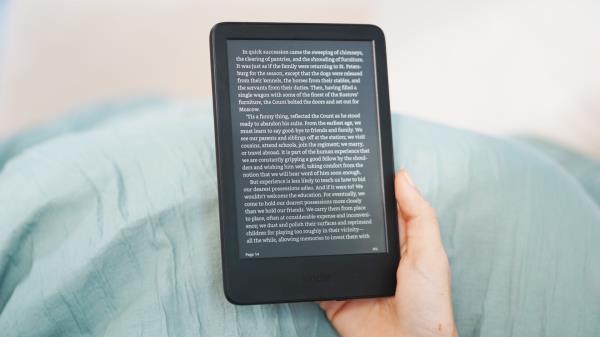 In quick succession came the sweeping of chimneys,
the clearing of pantries, and the shrouding of furniture.
It was just as if the family were returning to St. Peters-
burg for the season, except that the dogs were released
from their kennels, the horses from their stables, and
the servants from their duties. Then, having filled a
single wagon with some of the finest of the Rostovs'
furniture, the Count bolted the doors and set out for
Moscow.
'Tis a funny thing, reflected the Count as he stood
ready to abandon his suite. From the earliest age, we
must learn to say good-bye to friends and family. We
see our parents and siblings off at the station; we visit
cousins, attend schools, join the regiment; we marry,
or travel abroad. It is part of the human experience that
we are constantly gripping a good fellow by the shoul-
ders and wishing him well, taking comfort from the
notion that we will hear word of him soon enough.
But experience is less likely to teach us how to bid
our dearest possessions adieu. And if it were to? We
wouldn't welcome the education. For eventually, we
come to hold our dearest possessions more closely
than we hold our friends. We carry them from place
to place, often at considerable expense and inconveni-
ence; we dust and polish their surfaces and reprimand
children for playing too roughly in their vicinity—
all the while, allowing memories to invest them with
Page 14
kindle